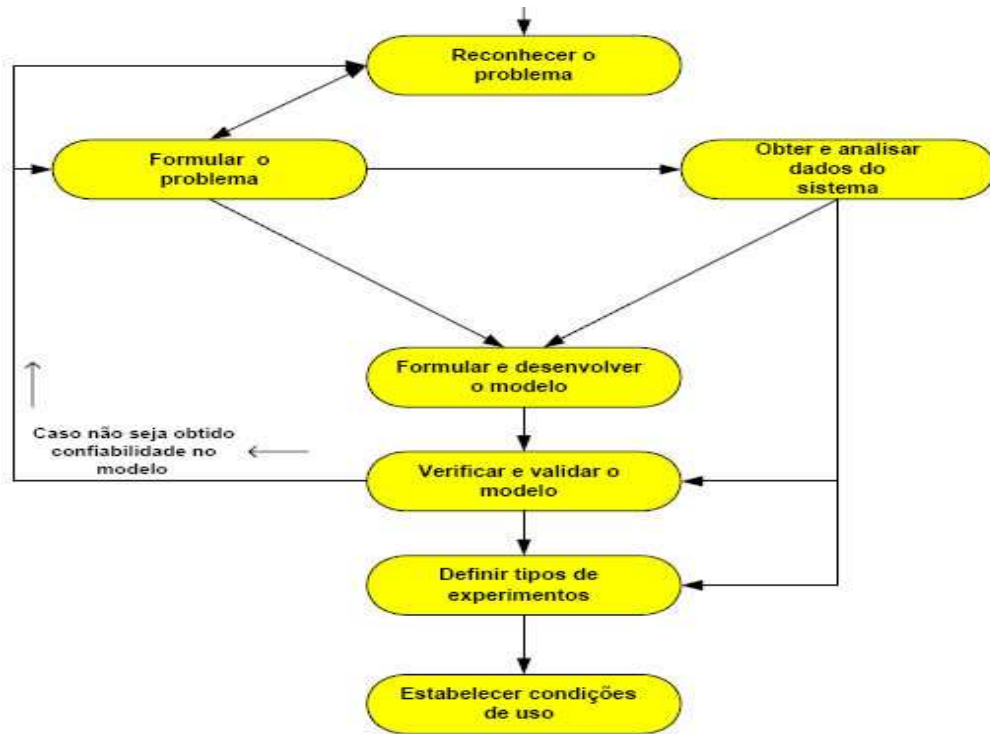 Reconhecer o
problema
Formular o
problema
Obter e analisar
dados do
sistema
Formular e desenvolver
o modelo
Caso não seja obtido
confiabilidade no
modelo
Verificar e validar o
modelo
Definir tipos de
experimentos
Estabelecer condições
de uso